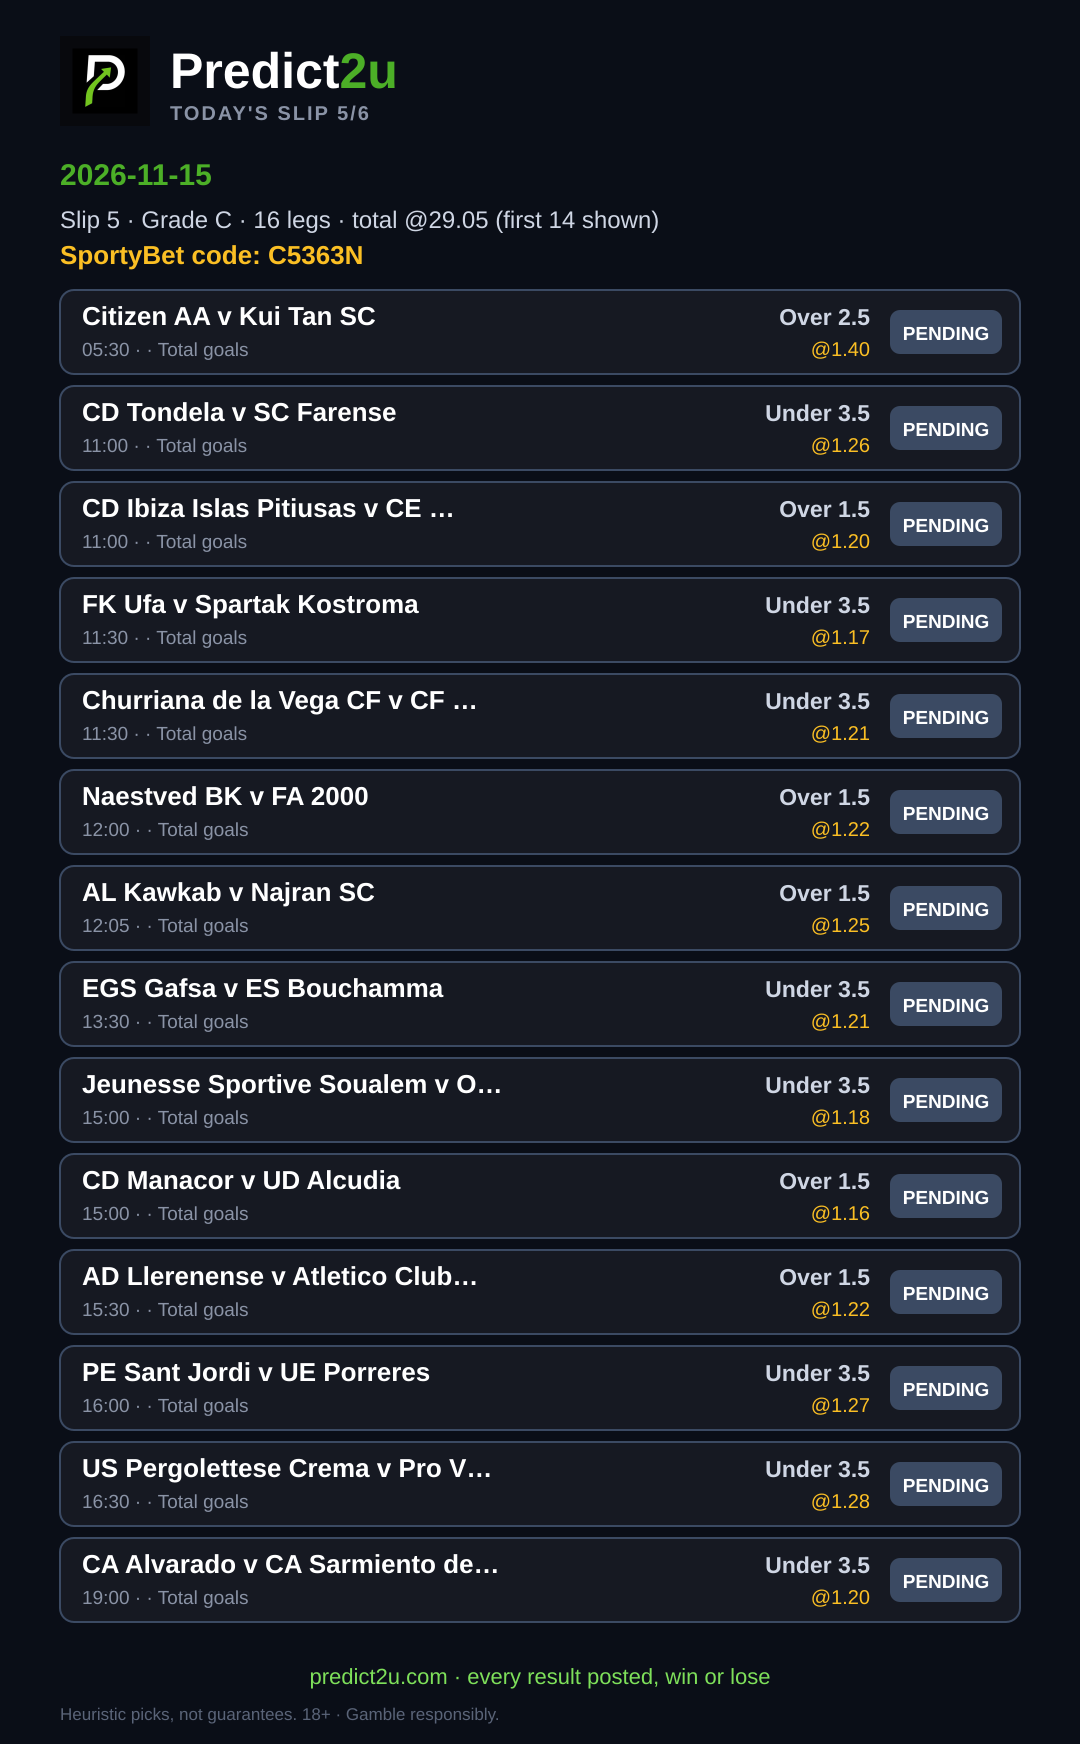 Predict2u
TODAY'S SLIP 5/6
2026-11-15
Slip 5 · Grade C · 16 legs · total @29.05 (first 14 shown)
SportyBet code: C5363N
Citizen AA v Kui Tan SC
Over 2.5
05:30 · · Total goals
@1.40
PENDING
CD Tondela v SC Farense
Under 3.5
11:00 · · Total goals
@1.26
PENDING
CD Ibiza Islas Pitiusas v CE …
Over 1.5
11:00 · · Total goals
@1.20
PENDING
FK Ufa v Spartak Kostroma
Under 3.5
11:30 · · Total goals
@1.17
PENDING
Churriana de la Vega CF v CF …
Under 3.5
11:30 · · Total goals
@1.21
PENDING
Naestved BK v FA 2000
Over 1.5
12:00 · · Total goals
@1.22
PENDING
AL Kawkab v Najran SC
Over 1.5
12:05 · · Total goals
@1.25
PENDING
EGS Gafsa v ES Bouchamma
Under 3.5
13:30 · · Total goals
@1.21
PENDING
Jeunesse Sportive Soualem v O…
Under 3.5
15:00 · · Total goals
@1.18
PENDING
CD Manacor v UD Alcudia
Over 1.5
15:00 · · Total goals
@1.16
PENDING
AD Llerenense v Atletico Club…
Over 1.5
15:30 · · Total goals
@1.22
PENDING
PE Sant Jordi v UE Porreres
Under 3.5
16:00 · · Total goals
@1.27
PENDING
US Pergolettese Crema v Pro V…
Under 3.5
16:30 · · Total goals
@1.28
PENDING
CA Alvarado v CA Sarmiento de…
Under 3.5
19:00 · · Total goals
@1.20
PENDING
predict2u.com · every result posted, win or lose
Heuristic picks, not guarantees. 18+ · Gamble responsibly.